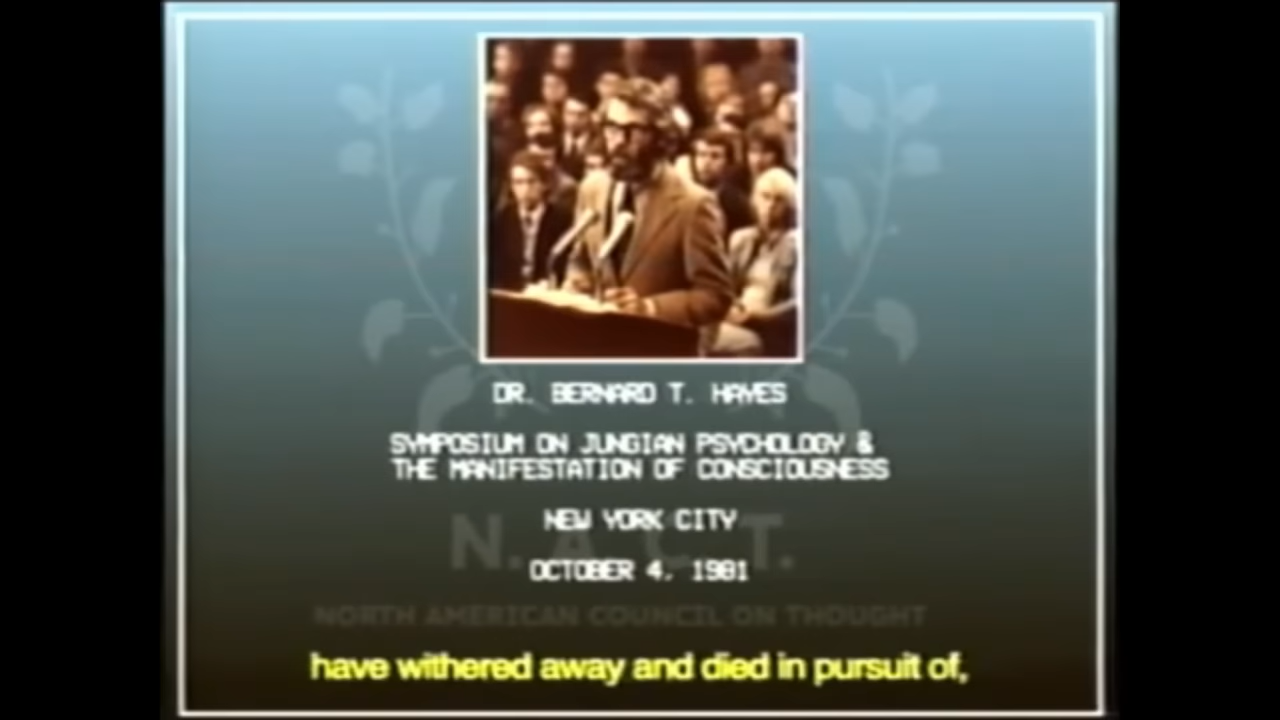 DR. BERNARD T. HAYES
SYMPOSIUM ON JUNGIAN PSYCHOLOGY &
THE MANIFESTATION OF CONSCIOUSNESS
NEW YORK CITY
N. A. C. T.
OCTOBER 4, 1981
NORTH AMERICAN COUNCIL ON THOUGHT
have withered away and died in pursuit of,